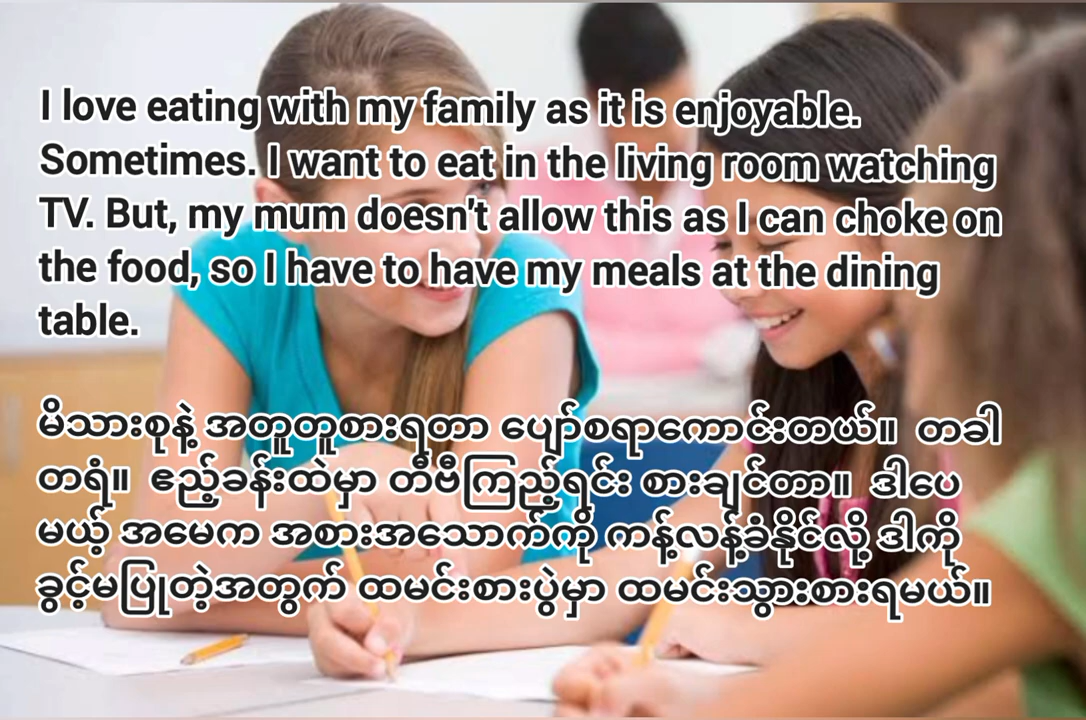 I love eating with my family as it is enjoyable.
Sometimes. I want to eat in the living room watching
TV. But, my mum doesn't allow this as I can choke on
the food, so I have to have my meals at the dining
table.
မိသားစုနဲ့ အတူတူစားရတာ ပျော်စရာကောင်းတယ်။ တခါ
တရံ။ ဧည့်ခန်းထဲမှာ တီဗီကြည့်ရင်း စားချင်တာ။ ဒါပေ
မယ့် အမေက အစားအသောက်ကို ကန့်လန့်ခံနိုင်လို့ ဒါကို
ခွင့်မပြုတဲ့အတွက် ထမင်းစားပွဲမှာ ထမင်းသွားစားရမယ်။